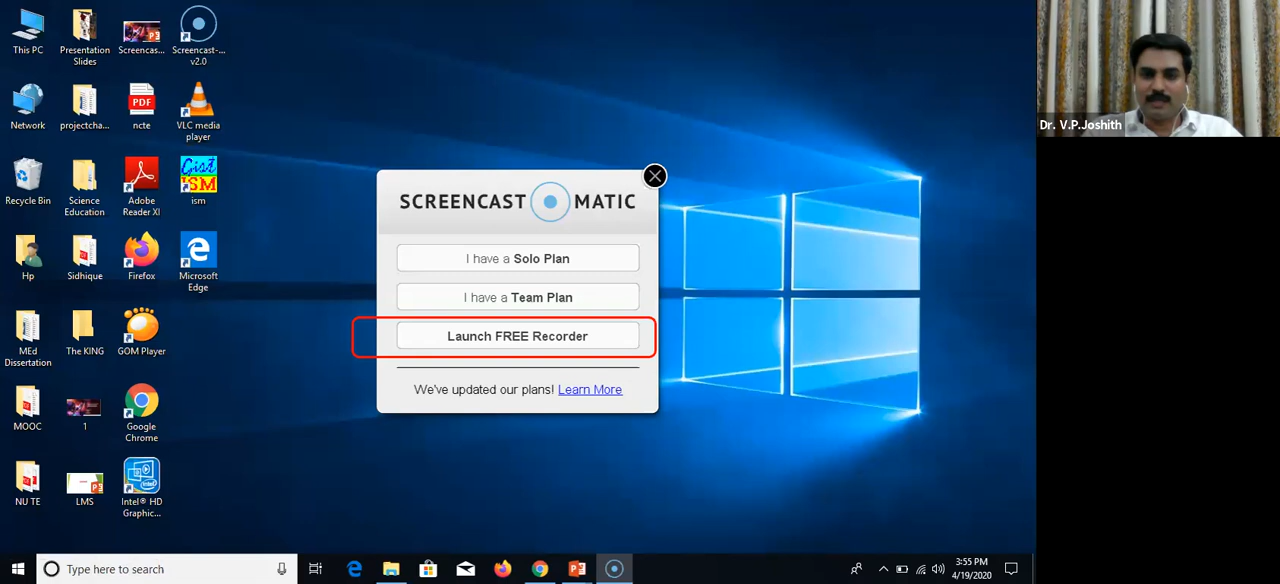 This PC
Presentation
Slides
Screencas...
Screencast-...
v2.0
Network
projectcha...
PDF
ncte
VLC media
player
Recycle Bin
Science
Education
Adobe
Reader XI
Gist
ISM
ism
Hp
Sidhique
Firefox
Microsoft
Edge
MEd
Dissertation
The KING
GOM Player
MOOC
1
Google
Chrome
NU TE
LMS
Intel® HD
Graphic...
SCREENCAST MATIC
I have a Solo Plan
I have a Team Plan
Launch FREE Recorder
We've updated our plans! Learn More
Dr. V.P.Joshith
Type here to search
3:55 PM
4/19/2020